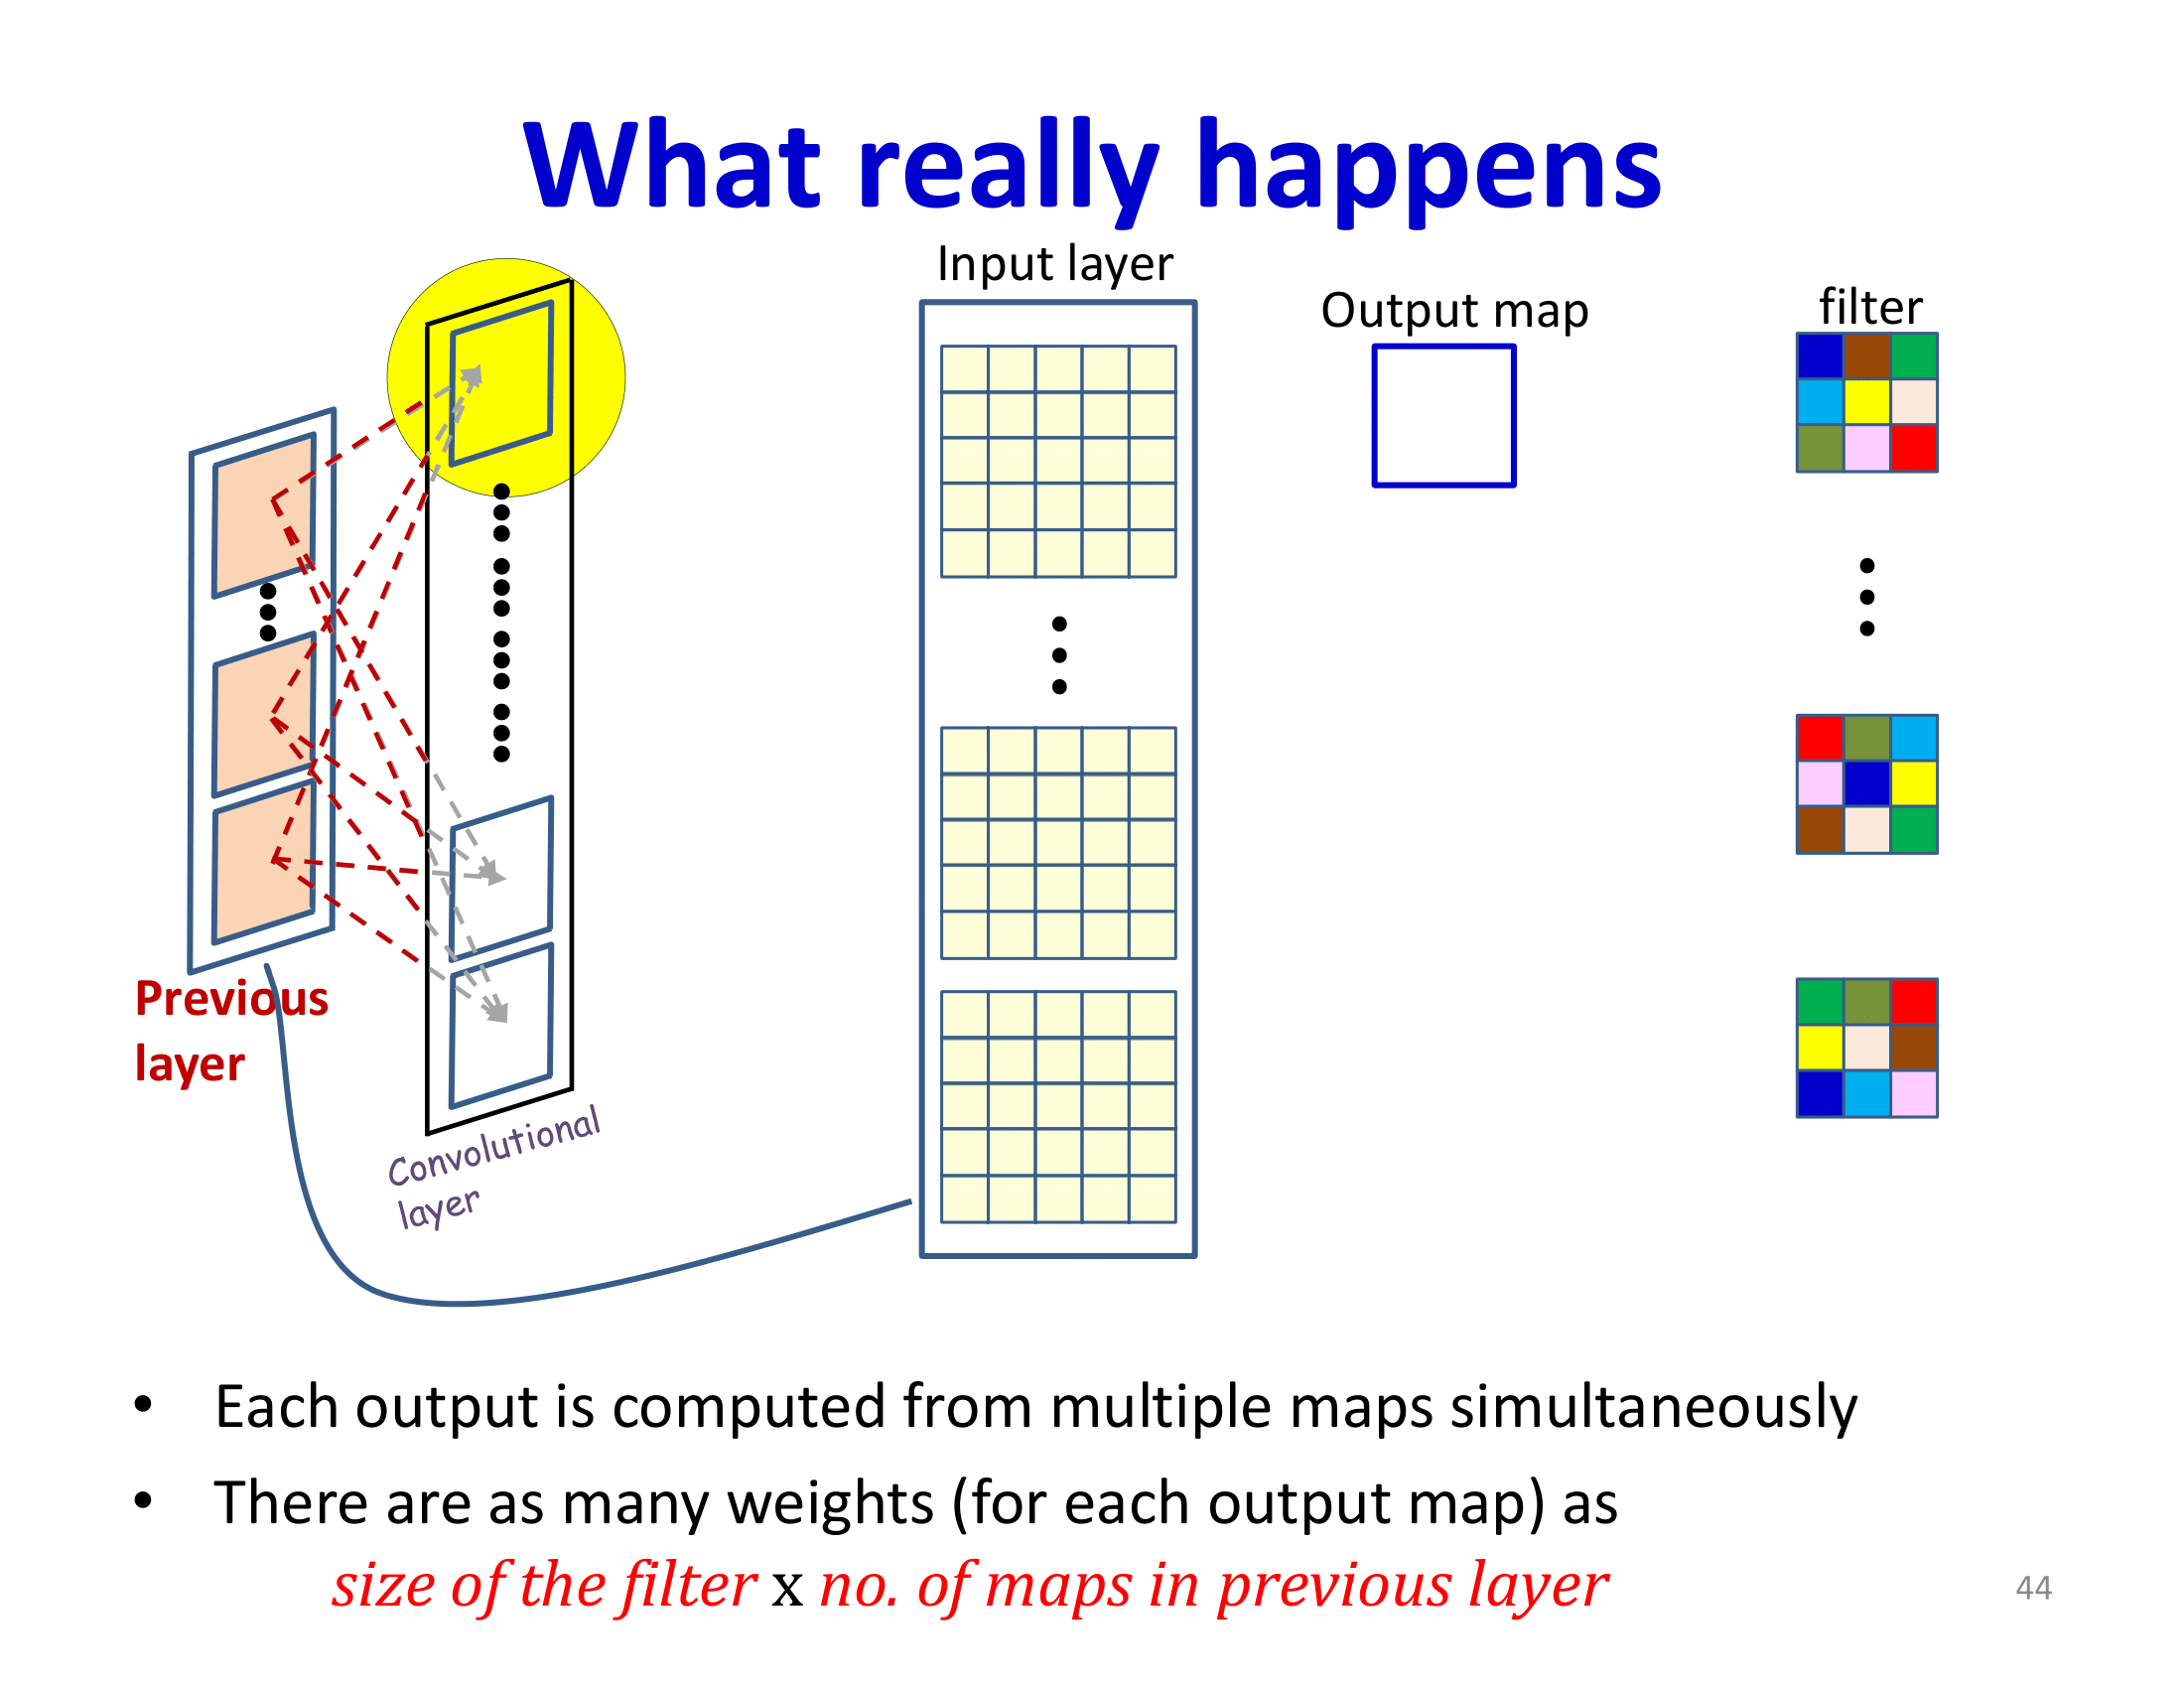 What really happens
Input layer
Output map
filter
Previous
layer
Convolutional
layer
• Each output is computed from multiple maps simultaneously
• There are as many weights (for each output map) as
size of the filter x no. of maps in previous layer
44